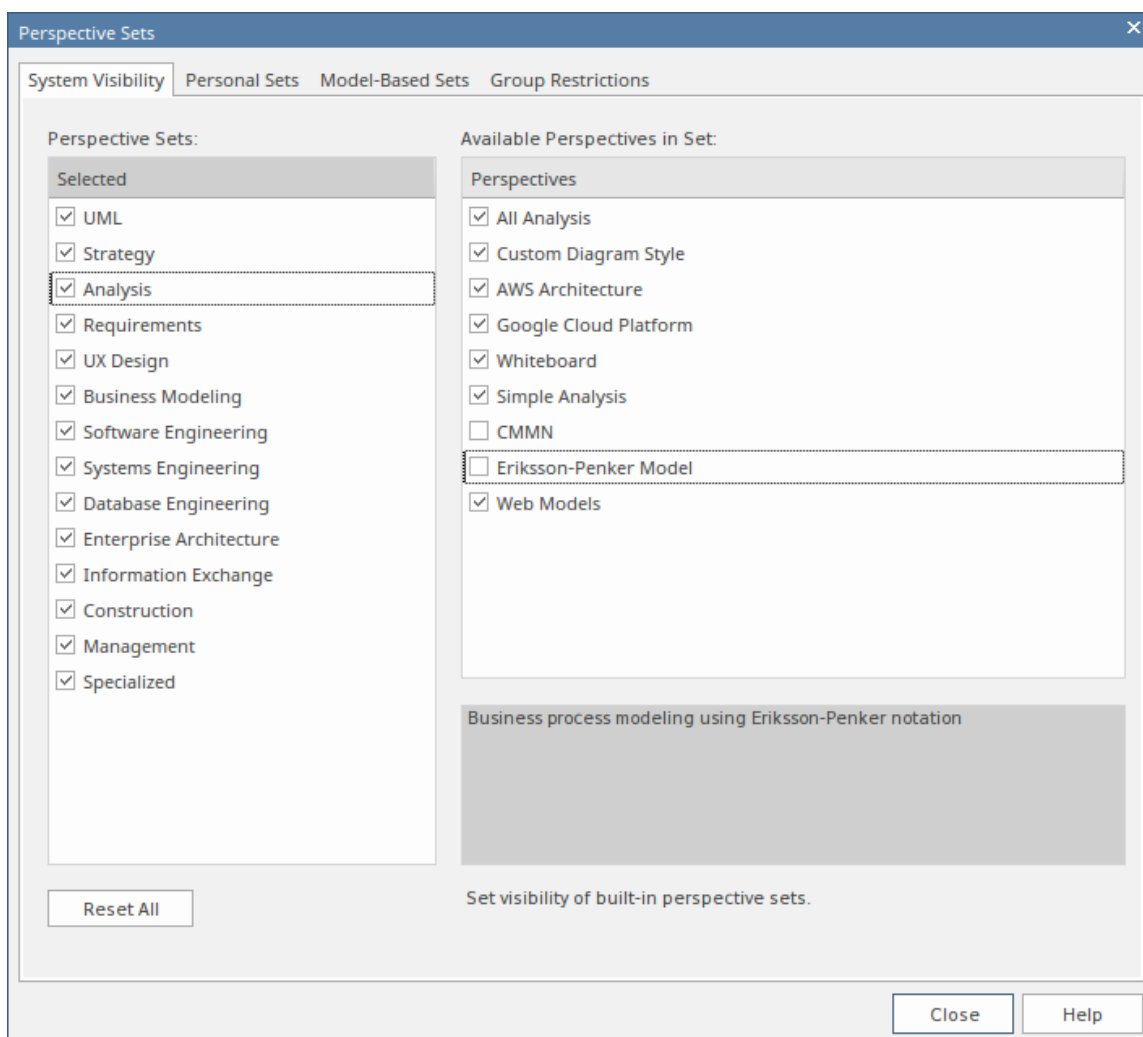 Perspective Sets
System Visibility
Personal Sets
Model-Based Sets
Group Restrictions
Perspective Sets:
Selected
UML
Strategy
Analysis
Requirements
UX Design
Business Modeling
Software Engineering
Systems Engineering
Database Engineering
Enterprise Architecture
Information Exchange
Construction
Management
Specialized
Reset All
Available Perspectives in Set:
Perspectives
All Analysis
Custom Diagram Style
AWS Architecture
Google Cloud Platform
Whiteboard
Simple Analysis
CMMN
Eriksson-Penker Model
Web Models
Business process modeling using Eriksson-Penker notation
Set visibility of built-in perspective sets.
Close
Help